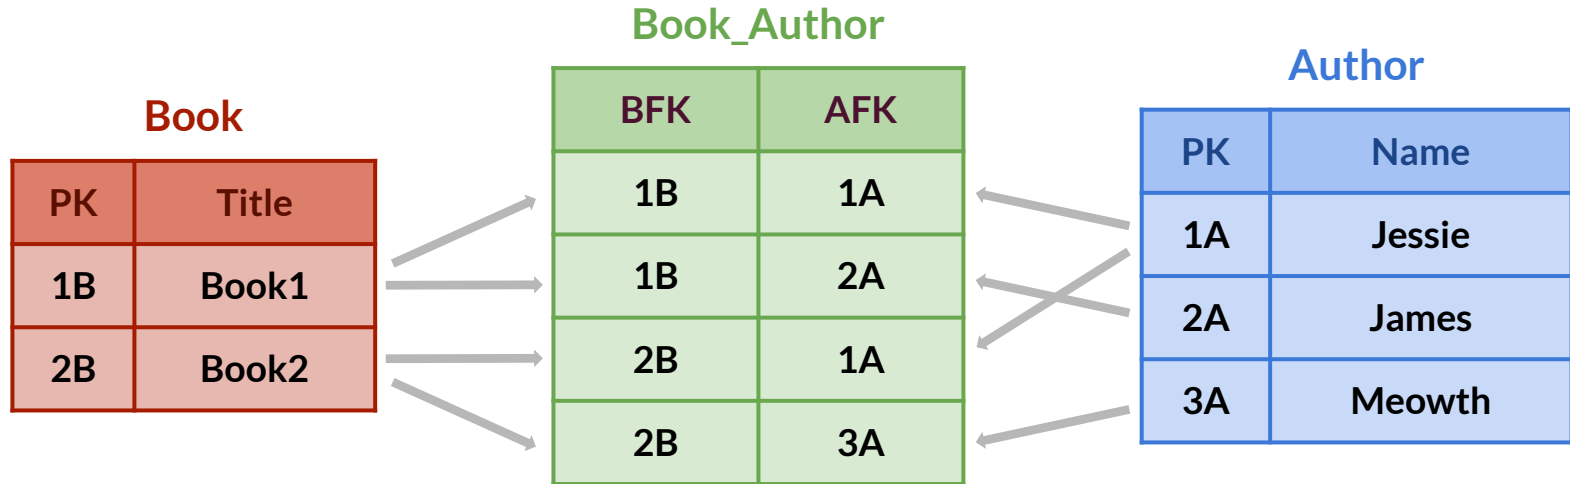 Book
PK Title
1B Book1
2B Book2
Book_Author
BFK AFK
1B 1A
1B 2A
2B 1A
2B 3A
Author
PK Name
1A Jessie
2A James
3A Meowth